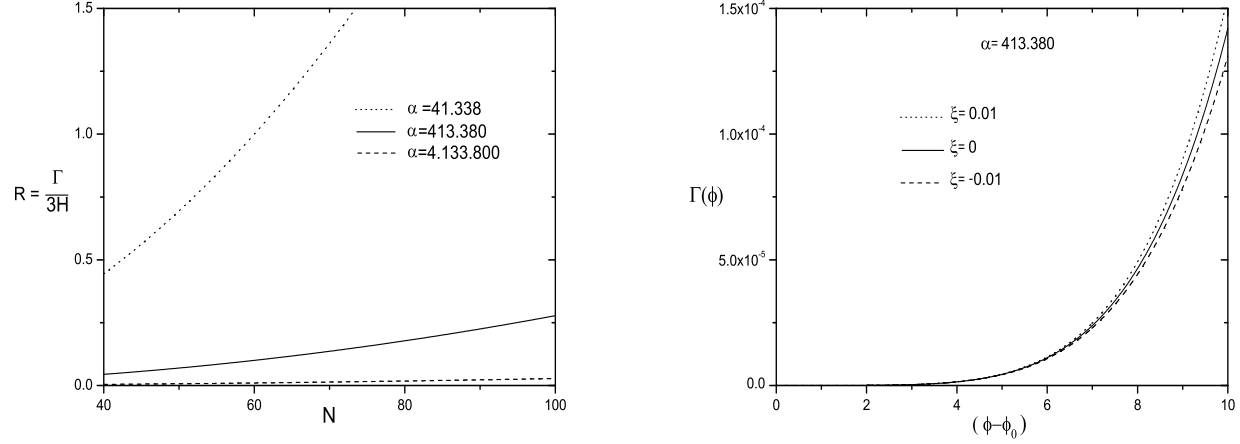 1.5
1.0
0.5
0.0
R = Γ/3H
α =41.338
α=413.380
α=4.133.800
40 60 80 100
N
1.5x10⁻⁴
1.0x10⁻⁴
5.0x10⁻⁵
0.0
Γ(ϕ)
α= 413.380
ξ= 0.01
ξ= 0
ξ= -0.01
0 2 4 6 8 10
(ϕ−ϕ₀)